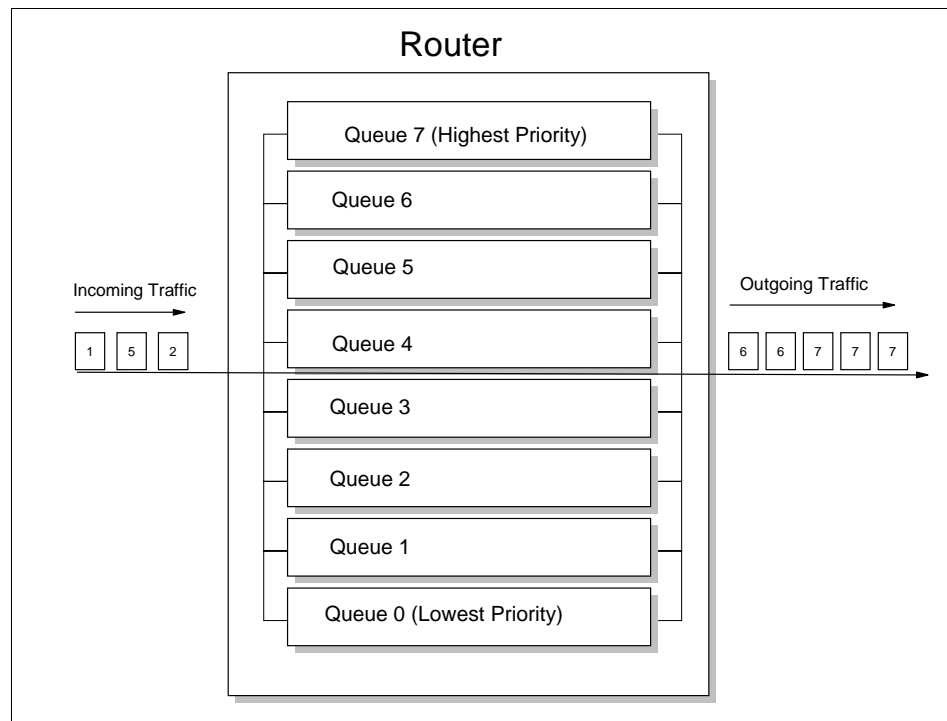 Router
Queue 7 (Highest Priority)
Queue 6
Queue 5
Queue 4
Queue 3
Queue 2
Queue 1
Queue 0 (Lowest Priority)
Incoming Traffic
1 5 2
Outgoing Traffic
6 6 7 7 7